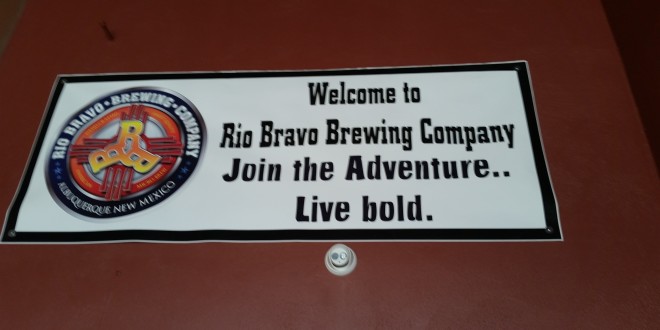 RIO BRAVO • BREWING • COMPANY
ALBUQUERQUE NEW MEXICO
Welcome to
Rio Bravo Brewing Company
Join the Adventure..
Live bold.